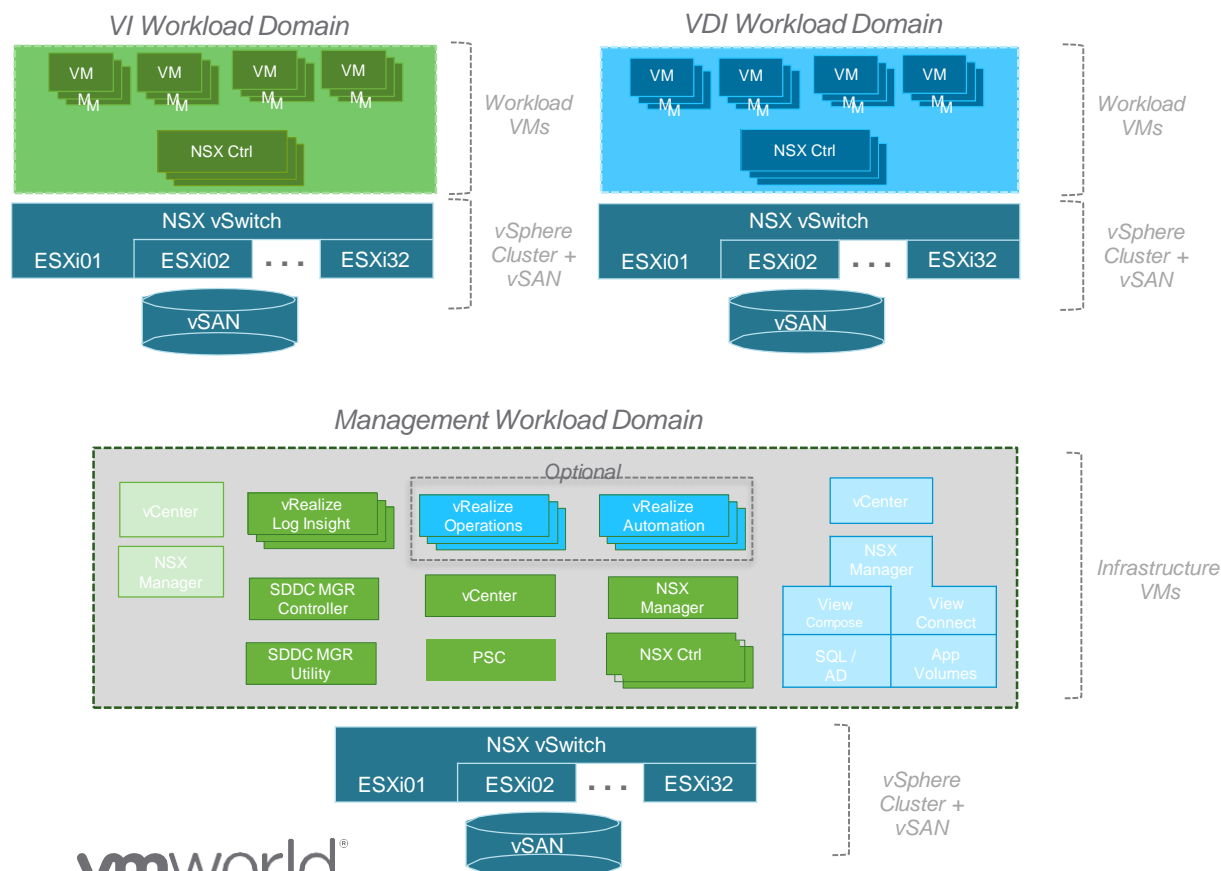 VI Workload Domain
VDI Workload Domain
VM
M
M
VM
M
M
VM
M
M
VM
M
M
NSX Ctrl
Workload
VMs
VM
M
M
VM
M
M
VM
M
M
VM
M
M
NSX Ctrl
Workload
VMs
NSX vSwitch
ESXi01
ESXi02
. . .
ESXi32
vSAN
vSphere
Cluster +
vSAN
NSX vSwitch
ESXi01
ESXi02
. . .
ESXi32
vSAN
vSphere
Cluster +
vSAN
Management Workload Domain
Optional
vCenter
NSX
Manager
vRealize
Log Insight
vRealize
Operations
vRealize
Automation
vCenter
NSX
Manager
SDDC MGR
Controller
vCenter
NSX
Manager
View
Compose
View
Connect
SDDC MGR
Utility
PSC
NSX Ctrl
SQL /
AD
App
Volumes
Infrastructure
VMs
NSX vSwitch
ESXi01
ESXi02
. . .
ESXi32
vSAN
vSphere
Cluster +
vSAN
vmworld®